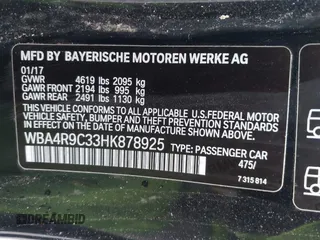 MFD BY BAYERISCHE MOTOREN WERKE AG
01/17
GVWR 4619 lbs 2095 kg
GAWR FRONT 2194 lbs 995 kg
GAWR REAR 2491 lbs 1130 kg
THIS VEHICLE CONFORMS TO ALL APPLICABLE U.S.FEDERAL MOTOR
VEHICLE SAFETY, BUMPER, AND THEFT PREVENTION STANDARDS IN
EFFECT ON THE DATE OF MANUFACTURE SHOWN ABOVE.
WBA4R9C33HK878925 TYPE: PASSENGER CAR
475/
7 315 814
DREAMBID